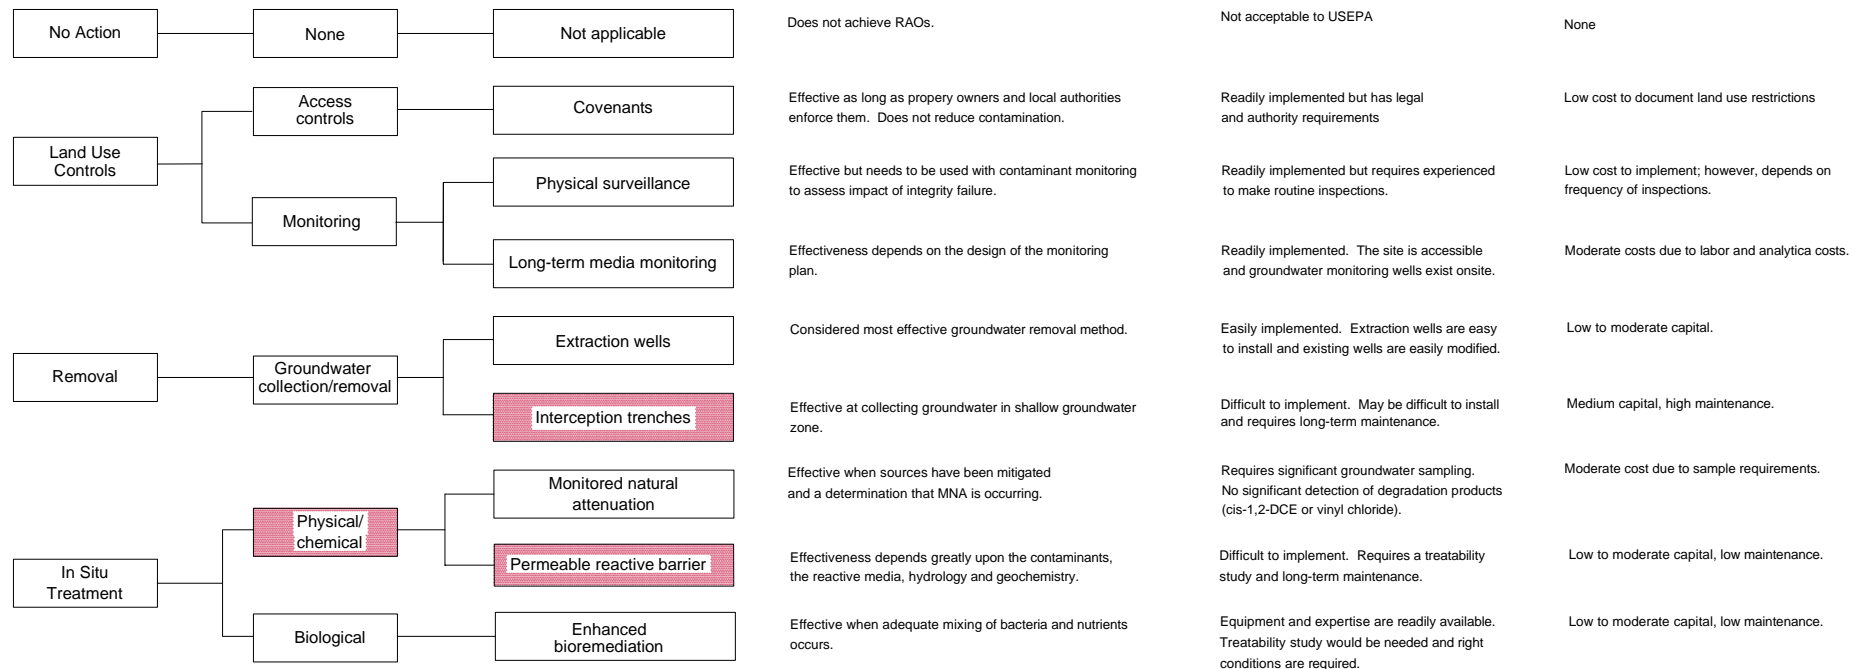 No Action
None
Not applicable
Does not achieve RAOs.
Not acceptable to USEPA
None
Land Use
Controls
Access
controls
Covenants
Effective as long as propery owners and local authorities
enforce them.  Does not reduce contamination.
Readily implemented but has legal
and authority requirements
Low cost to document land use restrictions
Monitoring
Physical surveillance
Effective but needs to be used with contaminant monitoring
to assess impact of integrity failure.
Readily implemented but requires experienced
to make routine inspections.
Low cost to implement; however, depends on
frequency of inspections.
Long-term media monitoring
Effectiveness depends on the design of the monitoring
plan.
Readily implemented.  The site is accessible
and groundwater monitoring wells exist onsite.
Moderate costs due to labor and analytica costs.
Removal
Groundwater
collection/removal
Extraction wells
Considered most effective groundwater removal method.
Easily implemented.  Extraction wells are easy
to install and existing wells are easily modified.
Low to moderate capital.
Interception trenches
Effective at collecting groundwater in shallow groundwater
zone.
Difficult to implement.  May be difficult to install
and requires long-term maintenance.
Medium capital, high maintenance.
In Situ
Treatment
Physical/
chemical
Monitored natural
attenuation
Effective when sources have been mitigated
and a determination that MNA is occurring.
Requires significant groundwater sampling.
No significant detection of degradation products
(cis-1,2-DCE or vinyl chloride).
Moderate cost due to sample requirements.
Permeable reactive barrier
Effectiveness depends greatly upon the contaminants,
the reactive media, hydrology and geochemistry.
Difficult to implement.  Requires a treatability
study and long-term maintenance.
Low to moderate capital, low maintenance.
Biological
Enhanced
bioremediation
Effective when adequate mixing of bacteria and nutrients
occurs.
Equipment and expertise are readily available.
Treatability study would be needed and right
conditions are required.
Low to moderate capital, low maintenance.